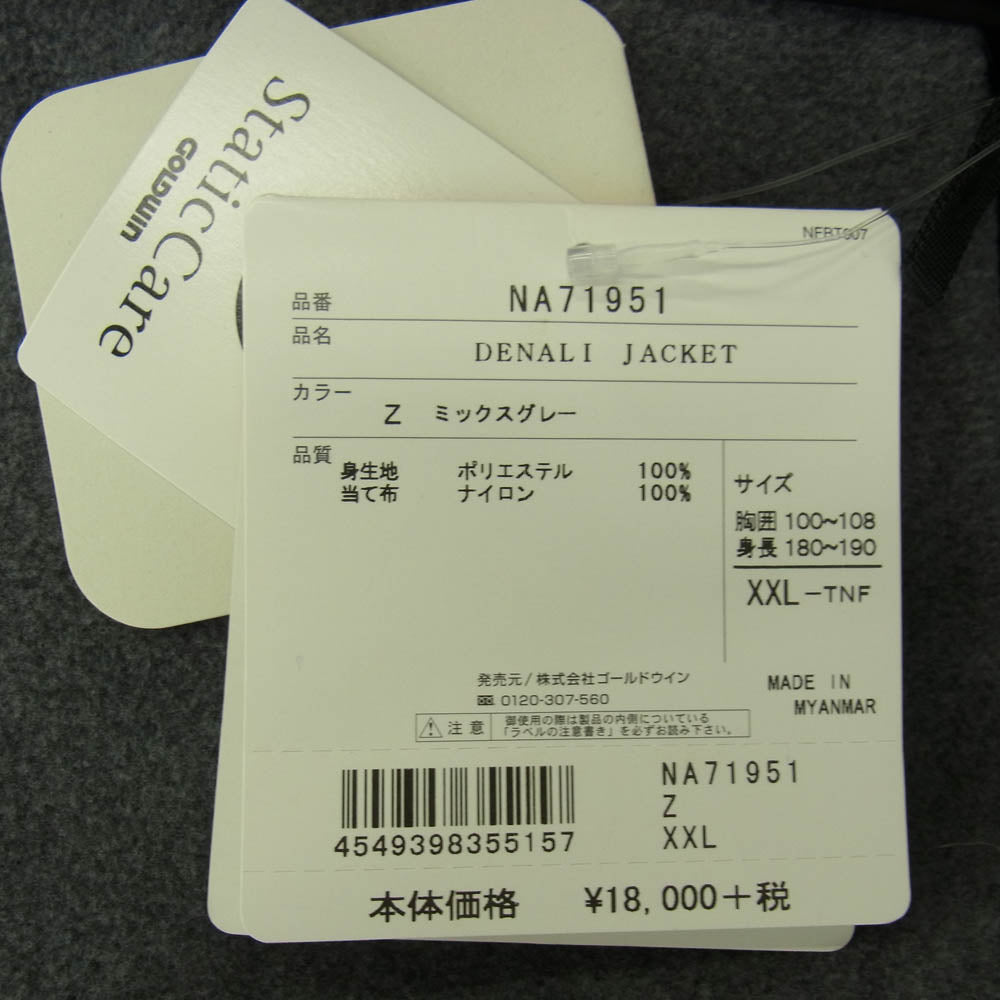 StaticCare
GOLDWIN
NFBT007
品番 NA71951
品名 DENALI JACKET
カラー Z ミックスグレー
品質
身生地 ポリエステル 100%
当て布 ナイロン 100%
サイズ
胸囲 100~108
身長 180~190
XXL-TNF
発売元/株式会社ゴールドウイン
0120-307-560
MADE IN
MYANMAR
注意
御使用の際は製品の内側についている
「ラベルの注意書き」を必ずお読み下さい。
NA71951
Z
XXL
4549398355157
本体価格 ¥18,000+税